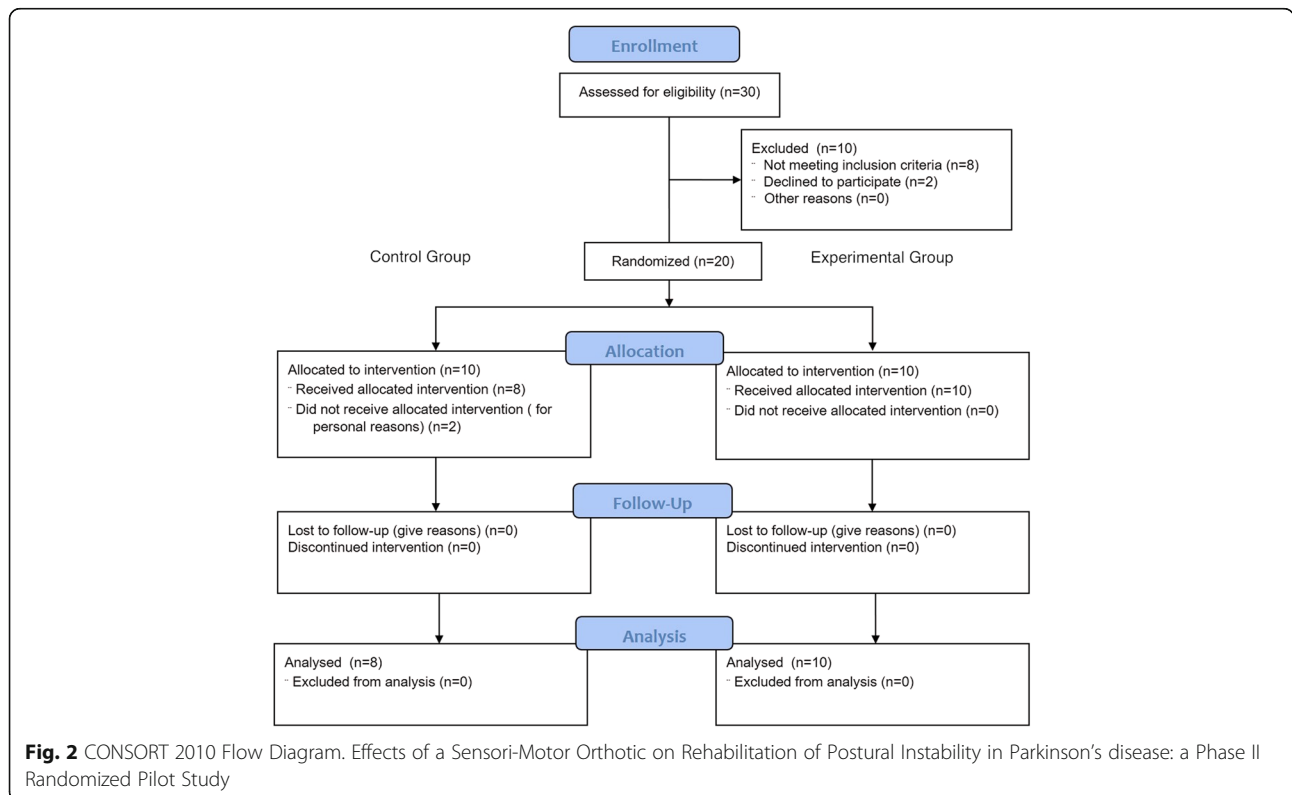 Enrollment
Assessed for eligibility (n=30)
Excluded (n=10)
¨ Not meeting inclusion criteria (n=8)
¨ Declined to participate (n=2)
¨ Other reasons (n=0)
Control Group
Randomized (n=20)
Experimental Group
Allocation
Allocated to intervention (n=10)
¨ Received allocated intervention (n=8)
¨ Did not receive allocated intervention ( for
personal reasons) (n=2)
Allocated to intervention (n=10)
¨ Received allocated intervention (n=10)
¨ Did not receive allocated intervention (n=0)
Follow-Up
Lost to follow-up (give reasons) (n=0)
Discontinued intervention (n=0)
Lost to follow-up (give reasons) (n=0)
Discontinued intervention (n=0)
Analysis
Analysed (n=8)
¨ Excluded from analysis (n=0)
Analysed (n=10)
¨ Excluded from analysis (n=0)
Fig. 2 CONSORT 2010 Flow Diagram. Effects of a Sensori-Motor Orthotic on Rehabilitation of Postural Instability in Parkinson’s disease: a Phase II
Randomized Pilot Study